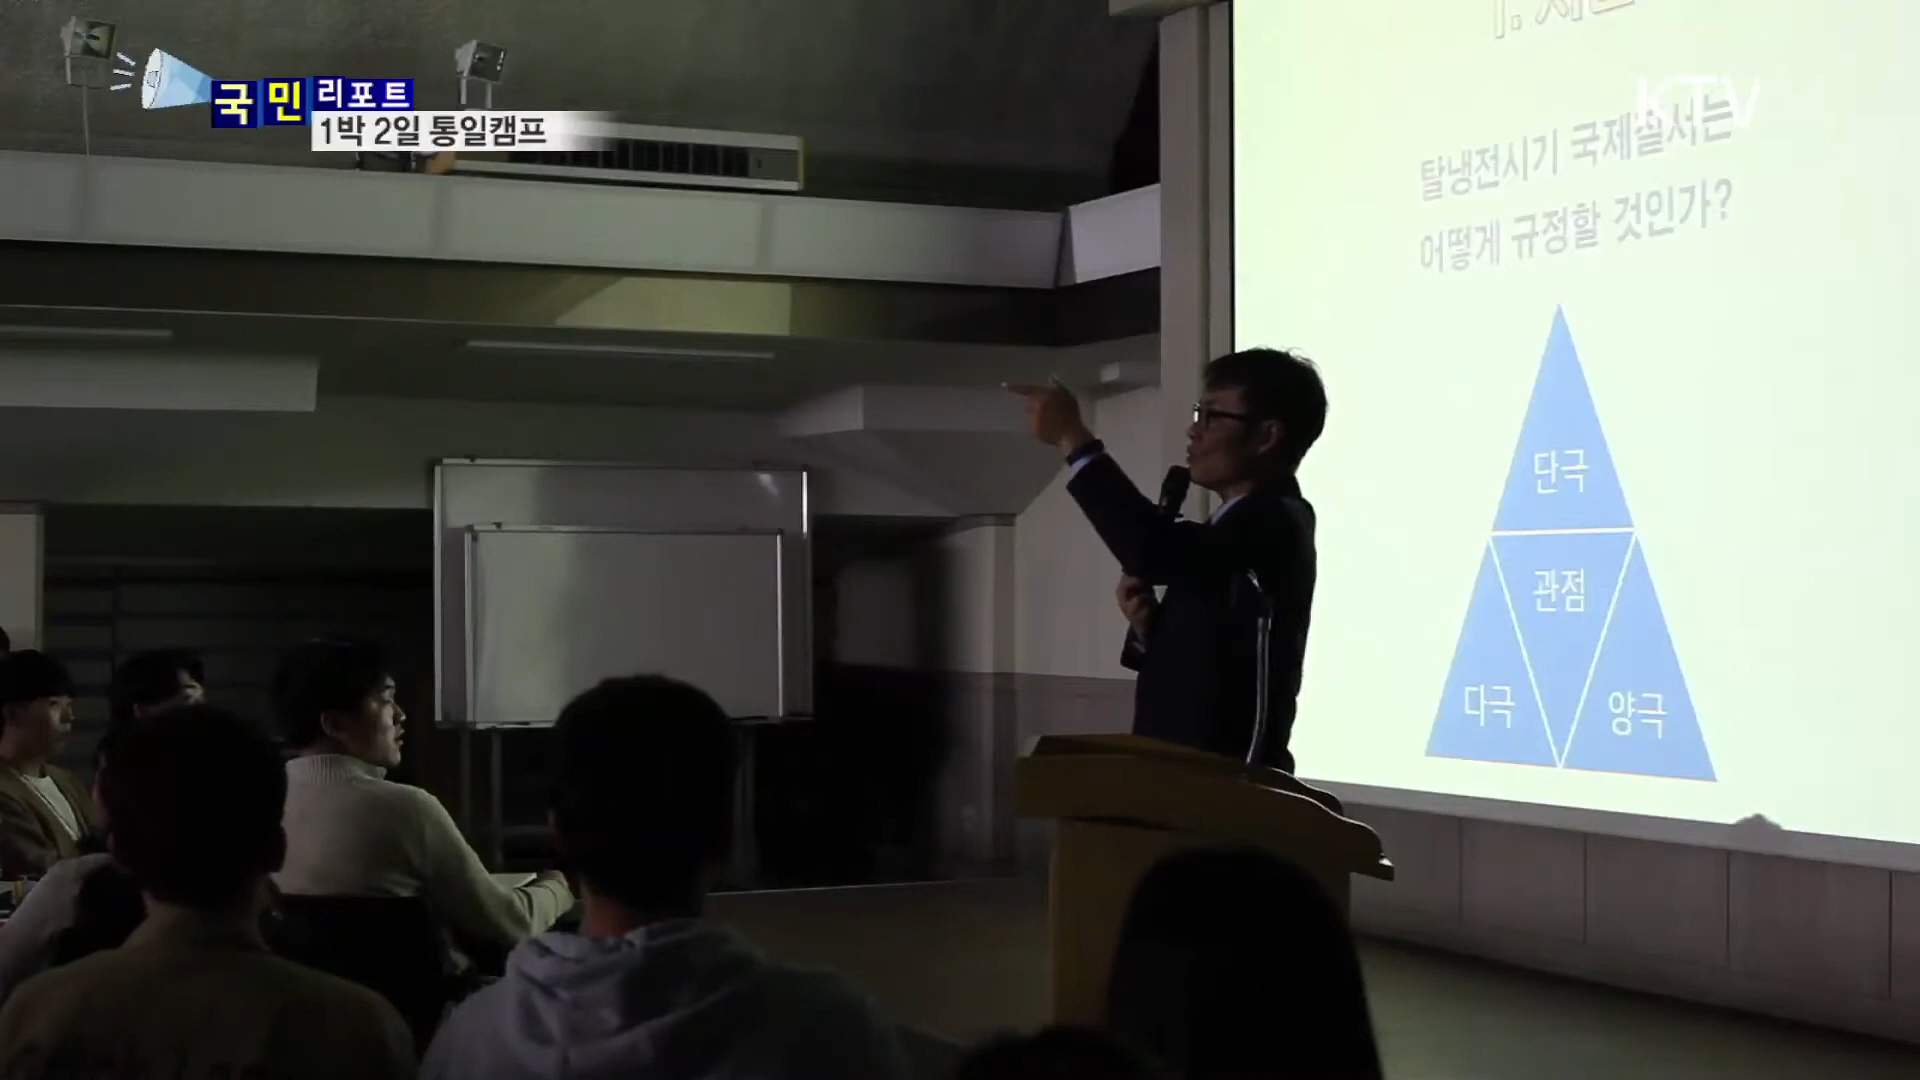 국민 리포트
1박 2일 통일캠프
KTV
탈냉전시기 국제질서는
어떻게 규정할 것인가?
단극
관점
다극
양극